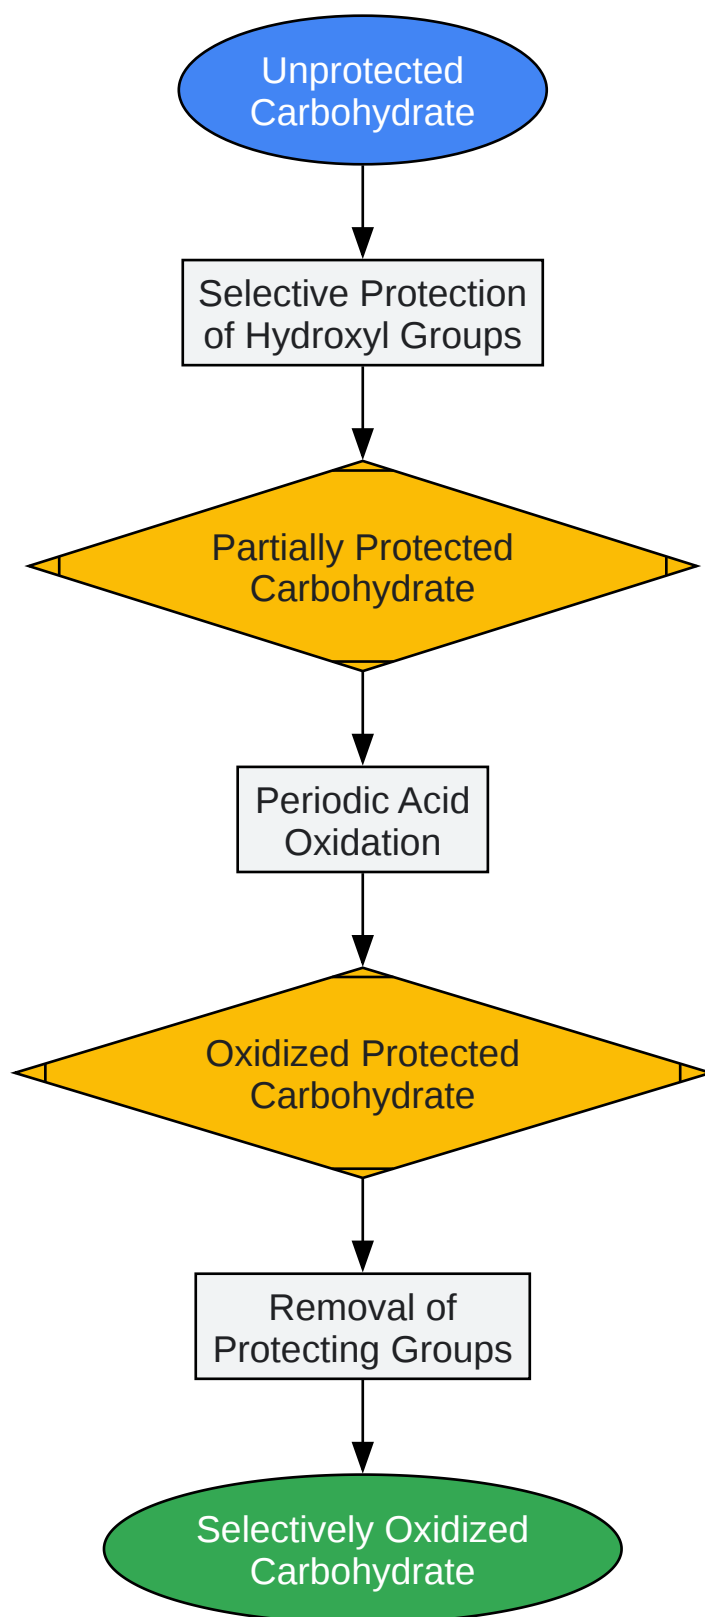 Unprotected
Carbohydrate
Selective Protection
of Hydroxyl Groups
Partially Protected
Carbohydrate
Periodic Acid
Oxidation
Oxidized Protected
Carbohydrate
Removal of
Protecting Groups
Selectively Oxidized
Carbohydrate